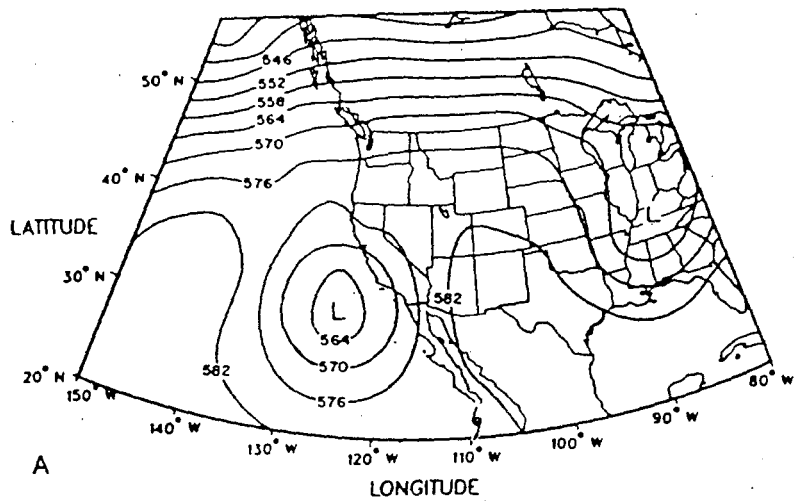 546
50° N
552
558
564
570
40° N
576
LATITUDE
30° N
L
582
L
564
570
582
20° N
576
150° W
140° W
130° W
120° W
110° W
100° W
90° W
80° W
A
LONGITUDE